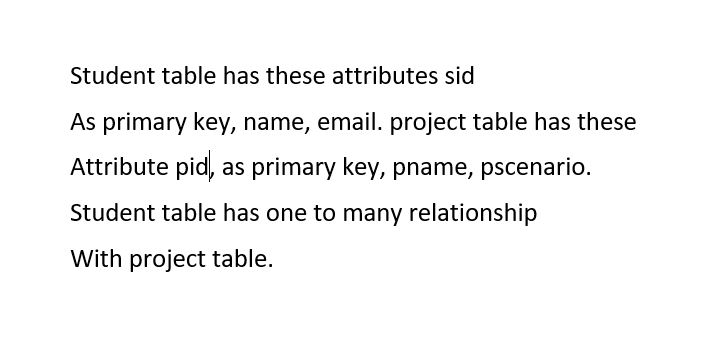 Student table has these attributes sid
As primary key, name, email. project table has these
Attribute pid, as primary key, pname, pscenario.
Student table has one to many relationship
With project table.